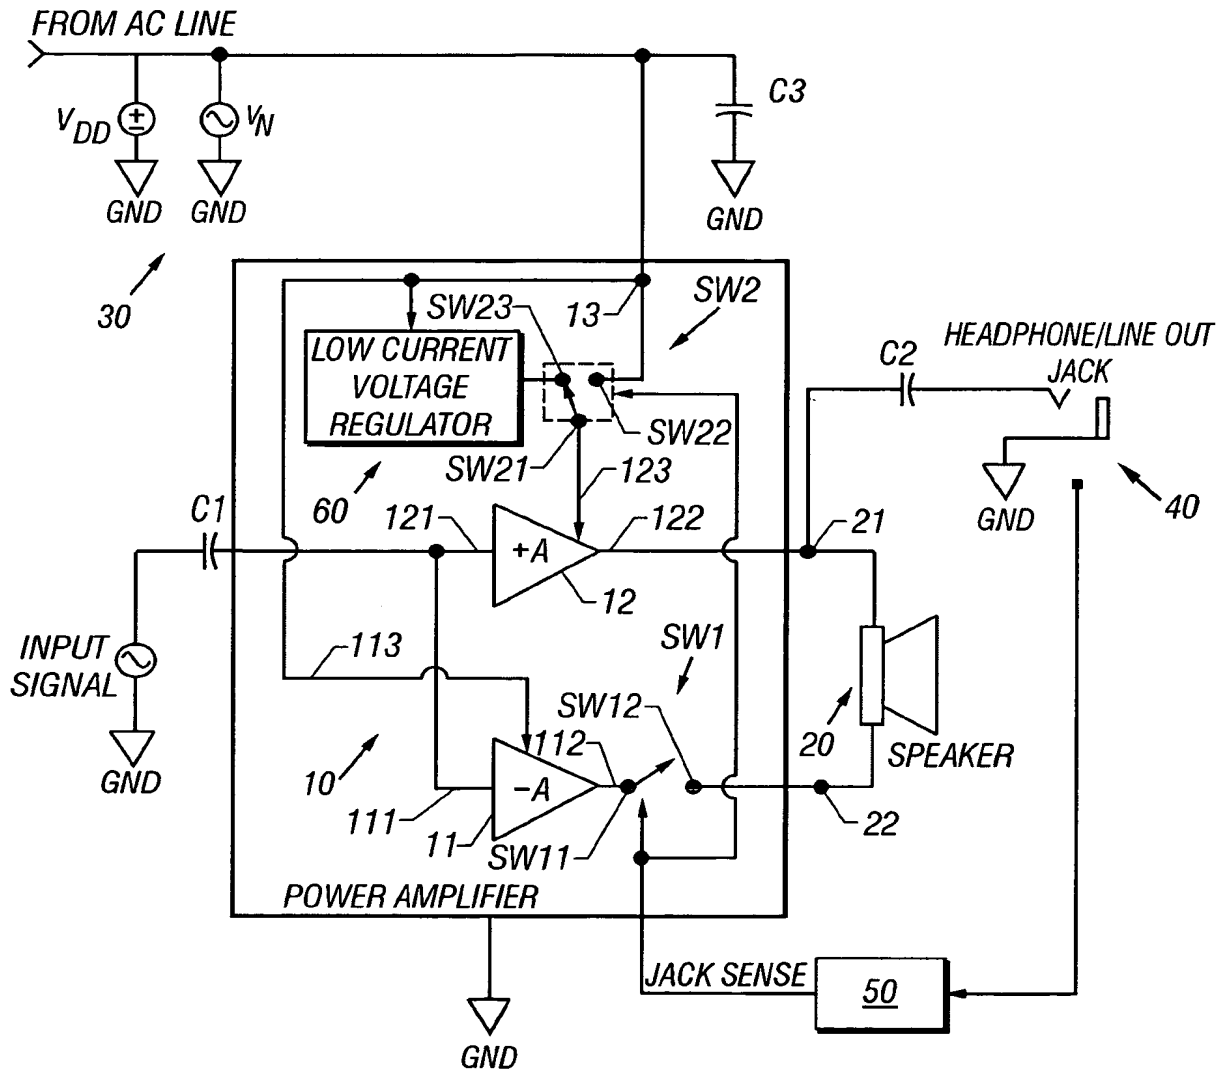 FROM AC LINE
V_DD
V_N
C3
GND
GND
GND
30
SW23
13
SW2
LOW CURRENT
VOLTAGE
REGULATOR
SW22
SW21
123
60
C2
HEADPHONE/LINE OUT
JACK
GND
40
C1
121
+A
122
21
12
INPUT
SIGNAL
GND
113
SW1
SW12
20
SPEAKER
10
112
-A
111
11
SW11
22
POWER AMPLIFIER
JACK SENSE
50
GND